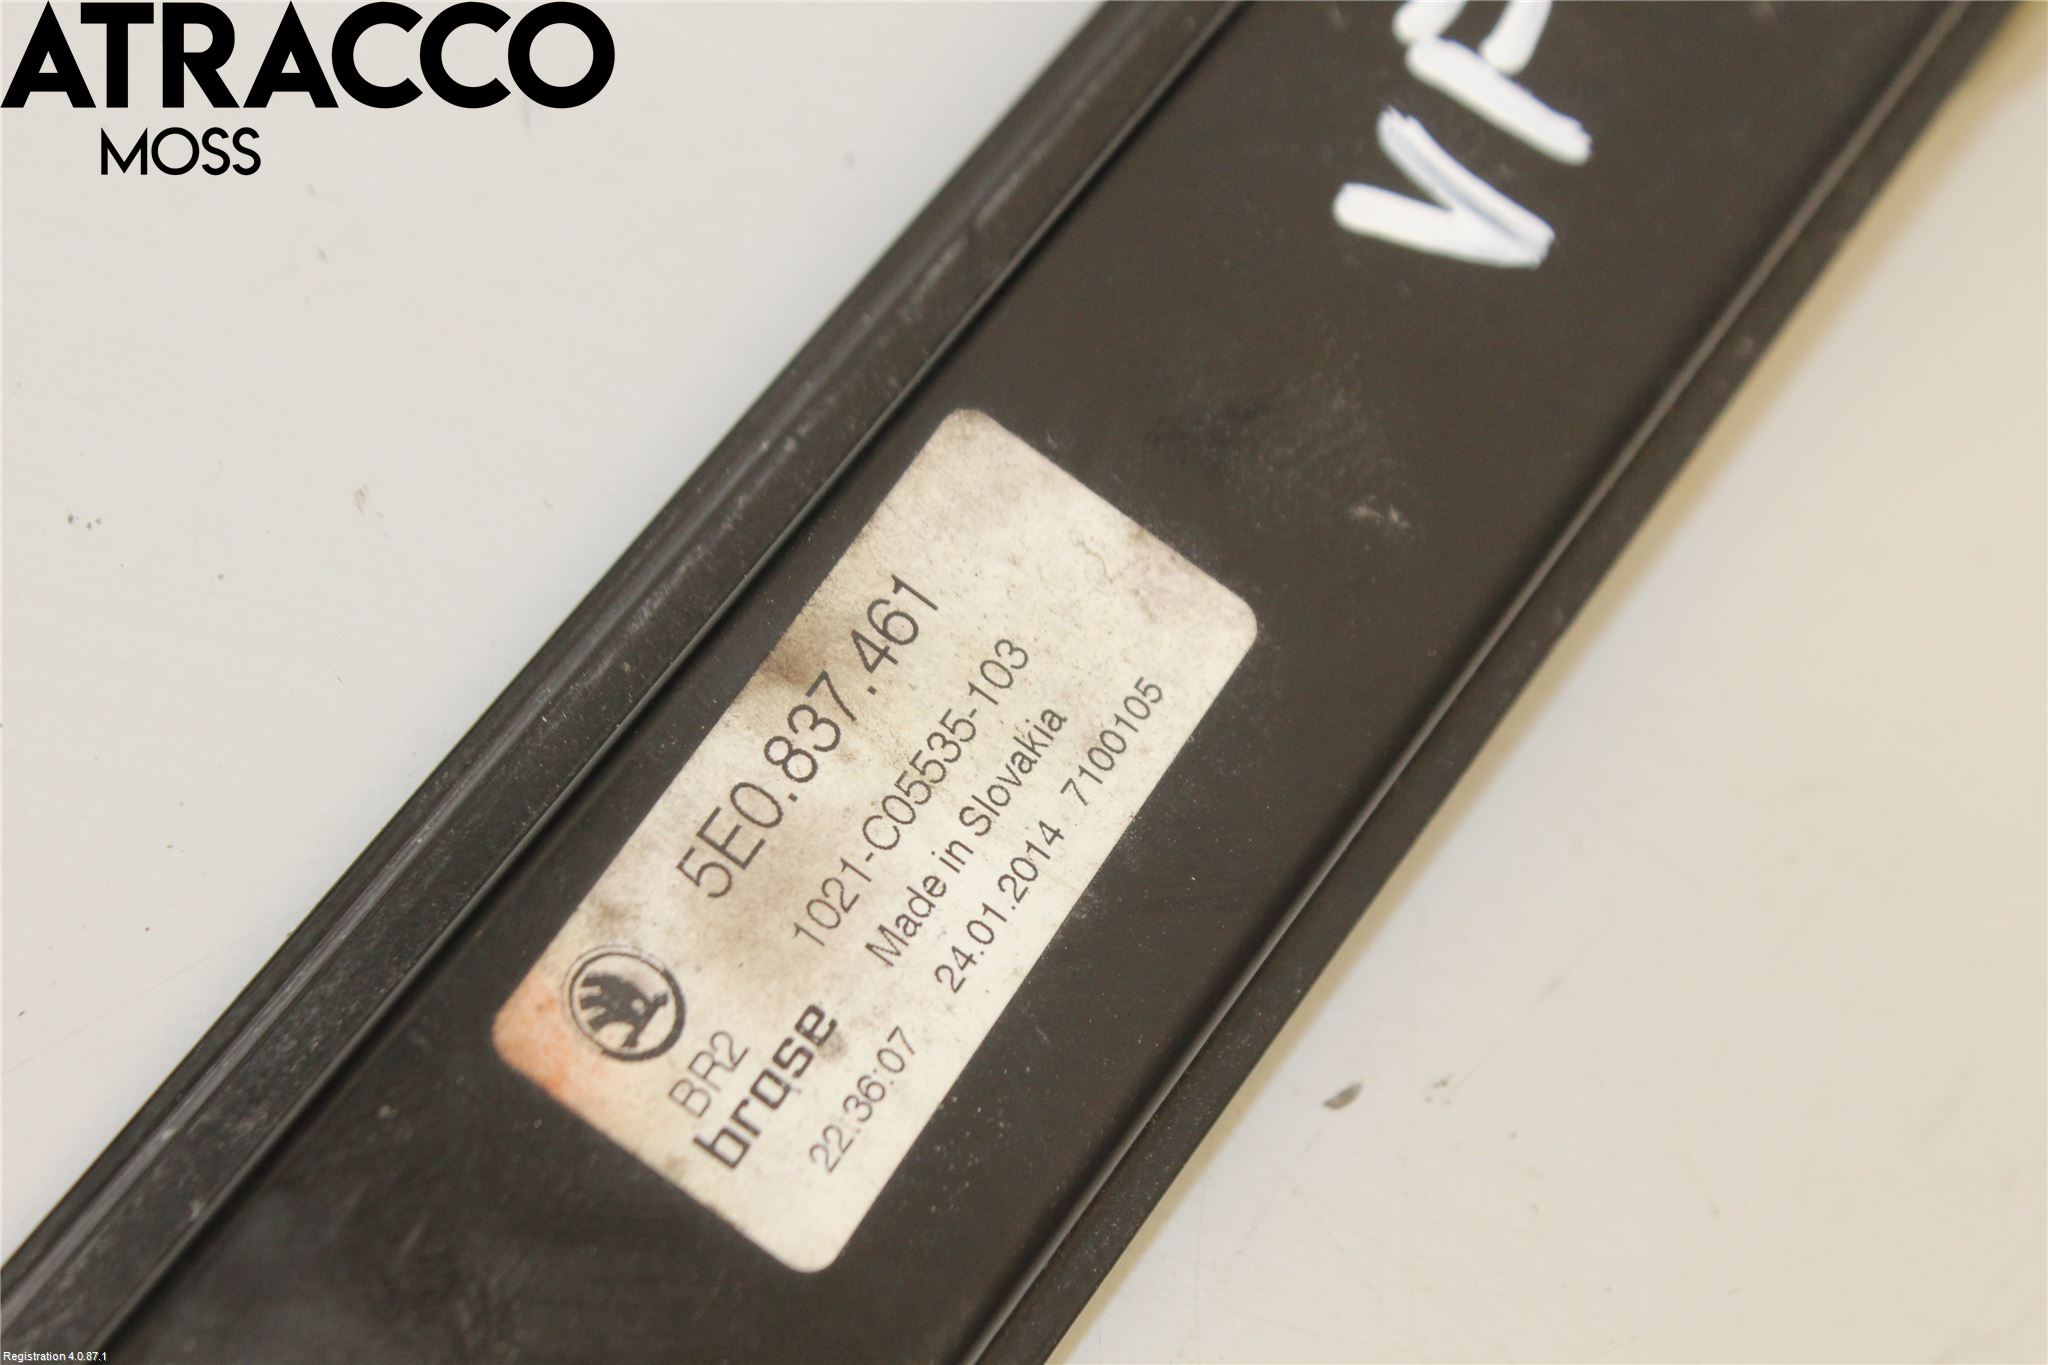 ATRACCO
MOSS
5E0.837.461
1021-C05535-103
Made in Slovakia
24.01.2014 7100105
BR2
brose
22:36:07
Registration 4.0.87.1